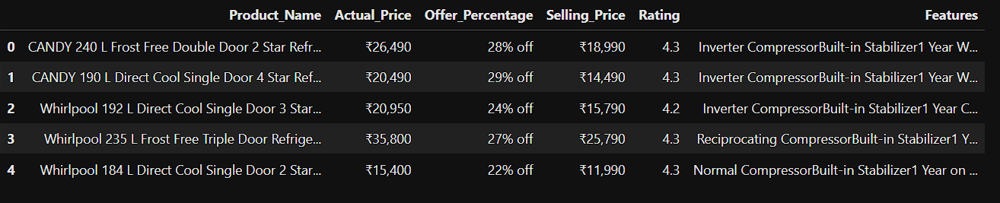 Product_Name Actual_Price Offer_Percentage Selling_Price Rating Features
0 CANDY 240 L Frost Free Double Door 2 Star Refr... ₹26,490 28% off ₹18,990 4.3 Inverter CompressorBuilt-in Stabilizer1 Year W...
1 CANDY 190 L Direct Cool Single Door 4 Star Ref... ₹20,490 29% off ₹14,490 4.3 Inverter CompressorBuilt-in Stabilizer1 Year W...
2 Whirlpool 192 L Direct Cool Single Door 3 Star... ₹20,950 24% off ₹15,790 4.2 Inverter CompressorBuilt-in Stabilizer1 Year C...
3 Whirlpool 235 L Frost Free Triple Door Refrige... ₹35,800 27% off ₹25,790 4.3 Reciprocating CompressorBuilt-in Stabilizer1 Y...
4 Whirlpool 184 L Direct Cool Single Door 2 Star... ₹15,400 22% off ₹11,990 4.3 Normal CompressorBuilt-in Stabilizer1 Year on ...